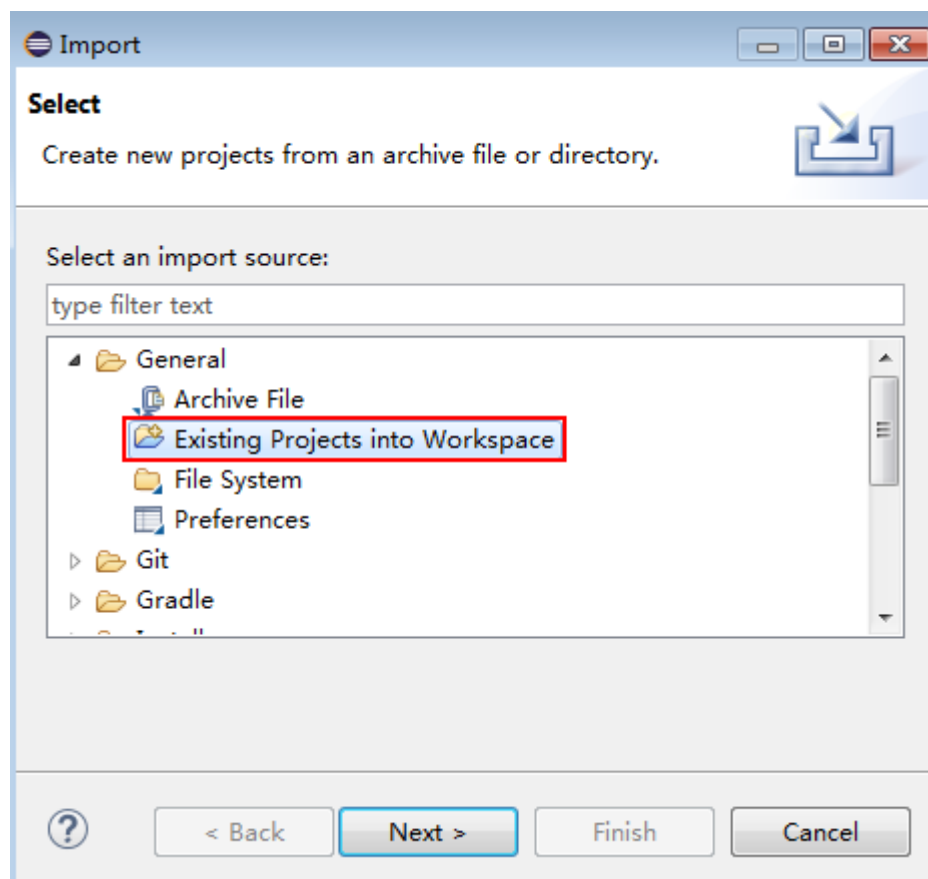 Import
Select
Create new projects from an archive file or directory.
Select an import source:
type filter text
General
Archive File
Existing Projects into Workspace
File System
Preferences
Git
Gradle
? < Back Next > Finish Cancel